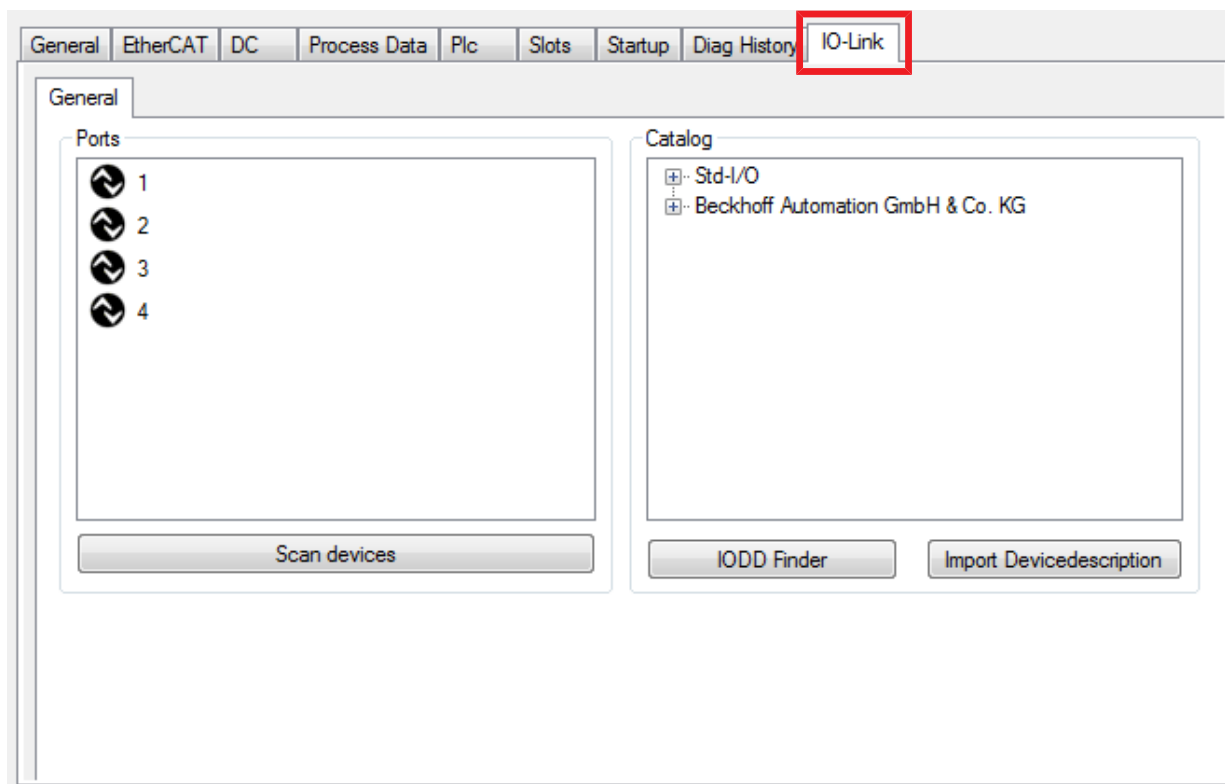 General EtherCAT DC Process Data Plc Slots Startup Diag History IO-Link
General
Ports
1
2
3
4
Scan devices
Catalog
Std-I/O
Beckhoff Automation GmbH & Co. KG
IODD Finder Import Devicedescription